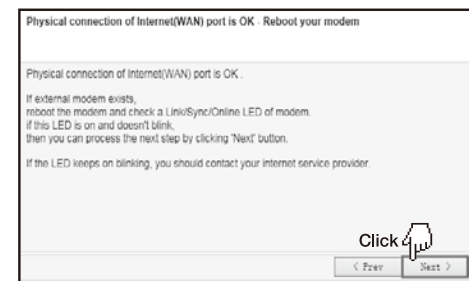 Physical connection of Internet(WAN) port is OK - Reboot your modem
Physical connection of Internet(WAN) port is OK .
If external modem exists,
reboot the modem and check a Link/Sync/Online LED of modem.
if this LED is on and doesn't blink,
then you can process the next step by clicking 'Next' button.
If the LED keeps on blinking, you should contact your internet service provider.
Click
< Prev
Next >